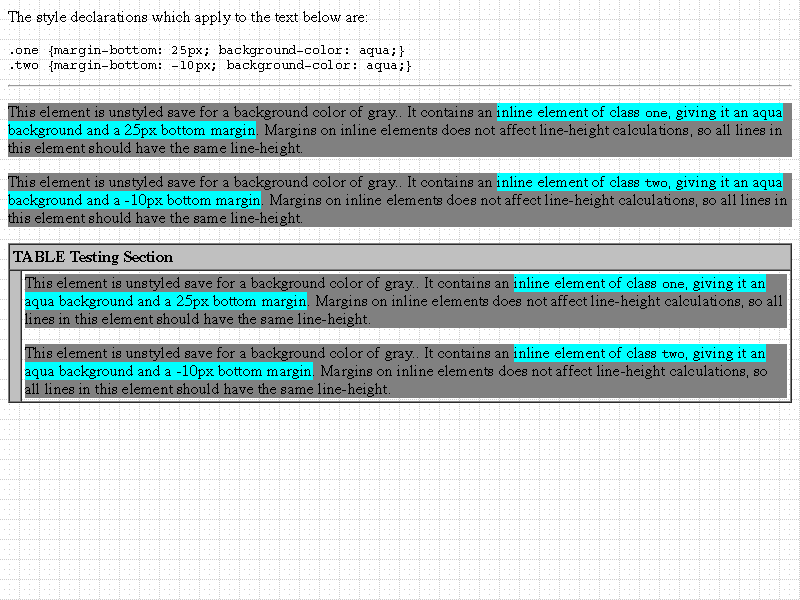 The style declarations which apply to the text below are:
.one {margin-bottom: 25px; background-color: aqua;}
.two {margin-bottom: -10px; background-color: aqua;}
This element is unstyled save for a background color of gray.. It contains an inline element of class one, giving it an aqua
background and a 25px bottom margin. Margins on inline elements does not affect line-height calculations, so all lines in
this element should have the same line-height.
This element is unstyled save for a background color of gray.. It contains an inline element of class two, giving it an aqua
background and a -10px bottom margin. Margins on inline elements does not affect line-height calculations, so all lines in
this element should have the same line-height.
TABLE Testing Section
This element is unstyled save for a background color of gray.. It contains an inline element of class one, giving it an
aqua background and a 25px bottom margin. Margins on inline elements does not affect line-height calculations, so all
lines in this element should have the same line-height.
This element is unstyled save for a background color of gray.. It contains an inline element of class two, giving it an
aqua background and a -10px bottom margin. Margins on inline elements does not affect line-height calculations, so
all lines in this element should have the same line-height.